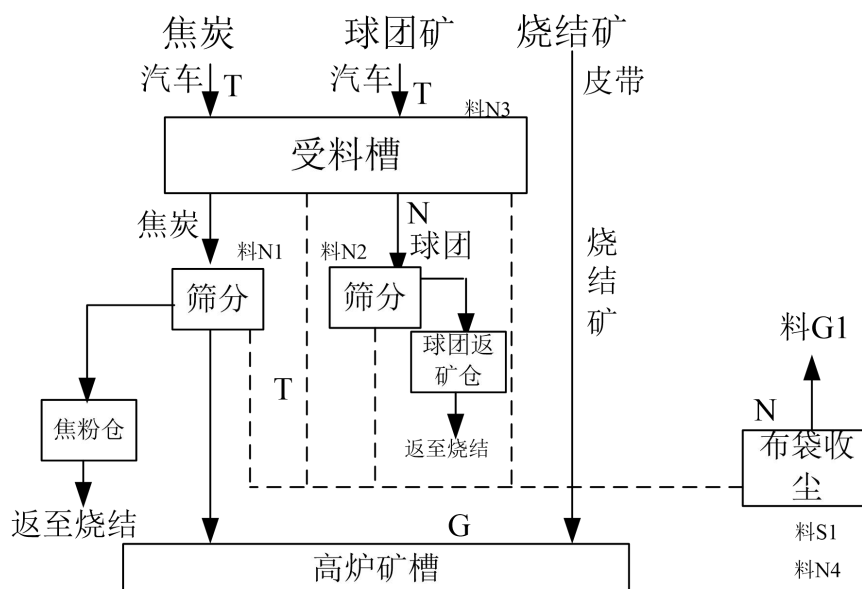 焦炭
球团矿
烧结矿
汽车
T
汽车
T
皮带
料N3
受料槽
焦炭
N
球团
料N1
料N2
筛分
筛分
烧
结
矿
料G1
球团返
矿仓
T
N
焦粉仓
返至烧结
布袋收
尘
返至烧结
G
料S1
高炉矿槽
料N4